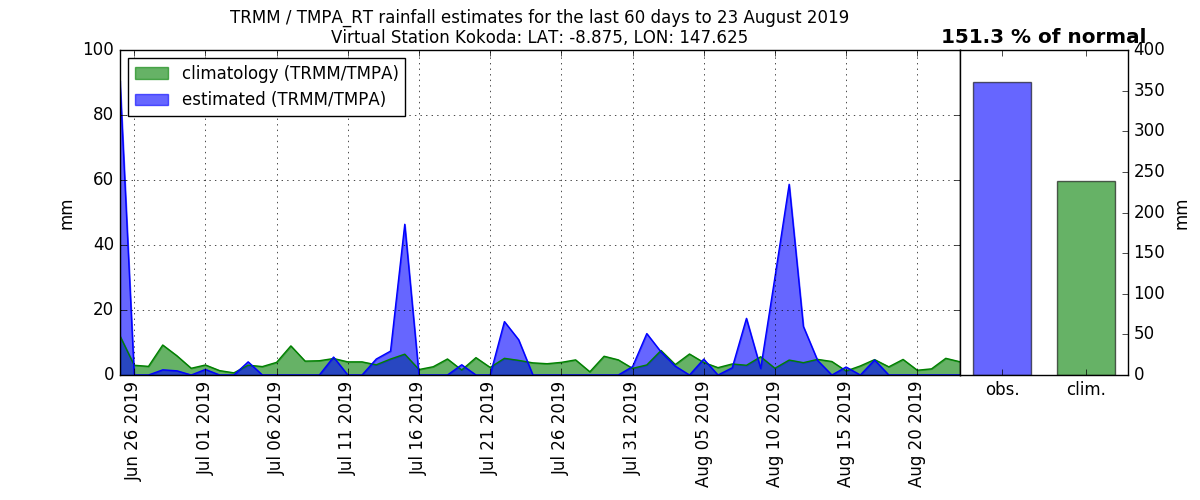 TRMM / TMPA_RT rainfall estimates for the last 60 days to 23 August 2019
Virtual Station Kokoda: LAT: -8.875, LON: 147.625
151.3 % of normal
climatology (TRMM/TMPA)
estimated (TRMM/TMPA)
100
80
60
40
20
0
mm
Jun 26 2019
Jul 01 2019
Jul 06 2019
Jul 11 2019
Jul 16 2019
Jul 21 2019
Jul 26 2019
Jul 31 2019
Aug 05 2019
Aug 10 2019
Aug 15 2019
Aug 20 2019
obs.
clim.
400
350
300
250
200
150
100
50
0
mm